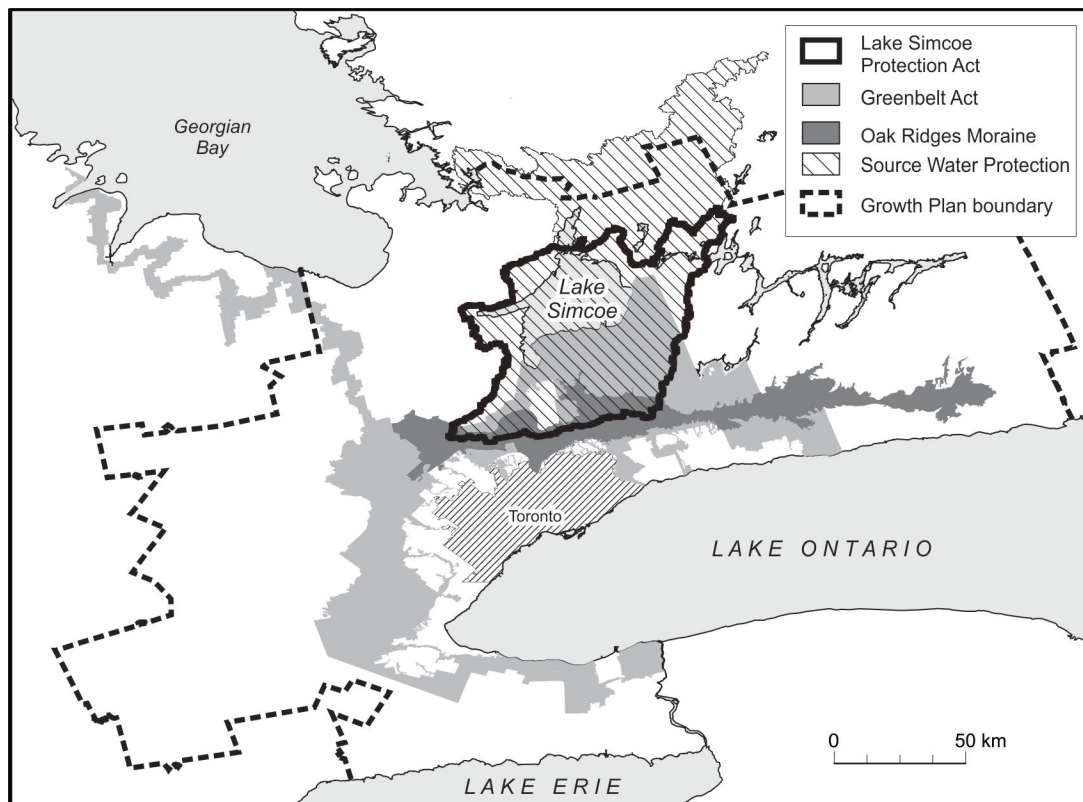 Lake Simcoe
Protection Act
Greenbelt Act
Oak Ridges Moraine
Source Water Protection
Growth Plan boundary
Georgian
Bay
Lake
Simcoe
Toronto
LAKE ONTARIO
0 50 km
LAKE ERIE